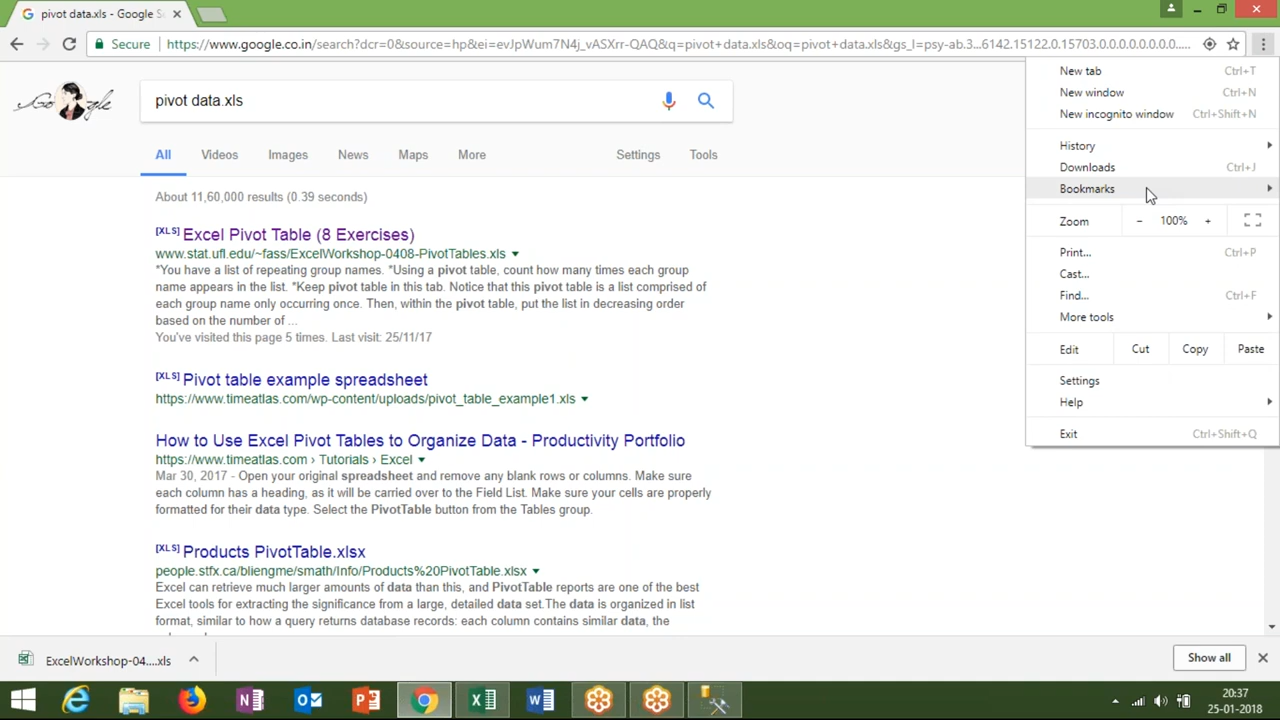 pivot data.xls - Google Se
Secure
https://www.google.co.in/search?dcr=0&source=hp&ei=evJpWum7N4j_vASXrr-QAQ&q=pivot+data.xls&oq=pivot+data.xls&gs_l=psy-ab.3...6142.15122.0.15703.0.0.0.0.0.0.0.0....
Google
pivot data.xls
All
Videos
Images
News
Maps
More
Settings
Tools
About 11,60,000 results (0.39 seconds)
[XLS] Excel Pivot Table (8 Exercises)
www.stat.ufl.edu/~fass/ExcelWorkshop-0408-PivotTables.xls
"You have a list of repeating group names. *Using a pivot table, count how many times each group
name appears in the list. *Keep pivot table in this tab. Notice that this pivot table is a list comprised of
each group name only occurring once. Then, within the pivot table, put the list in decreasing order
based on the number of ...
You've visited this page 5 times. Last visit: 25/11/17
[XLS] Pivot table example spreadsheet
https://www.timeatlas.com/wp-content/uploads/pivot_table_example1.xls
How to Use Excel Pivot Tables to Organize Data - Productivity Portfolio
https://www.timeatlas.com › Tutorials › Excel
Mar 30, 2017 - Open your original spreadsheet and remove any blank rows or columns. Make sure
each column has a heading, as it will be carried over to the Field List. Make sure your cells are properly
formatted for their data type. Select the PivotTable button from the Tables group.
[XLS] Products PivotTable.xlsx
people.stfx.ca/bliengme/smath/Info/Products%20PivotTable.xlsx
Excel can retrieve much larger amounts of data than this, and PivotTable reports are one of the best
Excel tools for extracting the significance from a large, detailed data set.The data is organized in list
format, similar to how a query returns database records: each column contains similar data, the
New tab Ctrl+T
New window Ctrl+N
New incognito window Ctrl+Shift+N
History
Downloads Ctrl+J
Bookmarks
Zoom − 100% +
Print... Ctrl+P
Cast...
Find... Ctrl+F
More tools
Edit Cut Copy Paste
Settings
Help
Exit Ctrl+Shift+Q
ExcelWorkshop-04....xls
Show all
20:37
25-01-2018